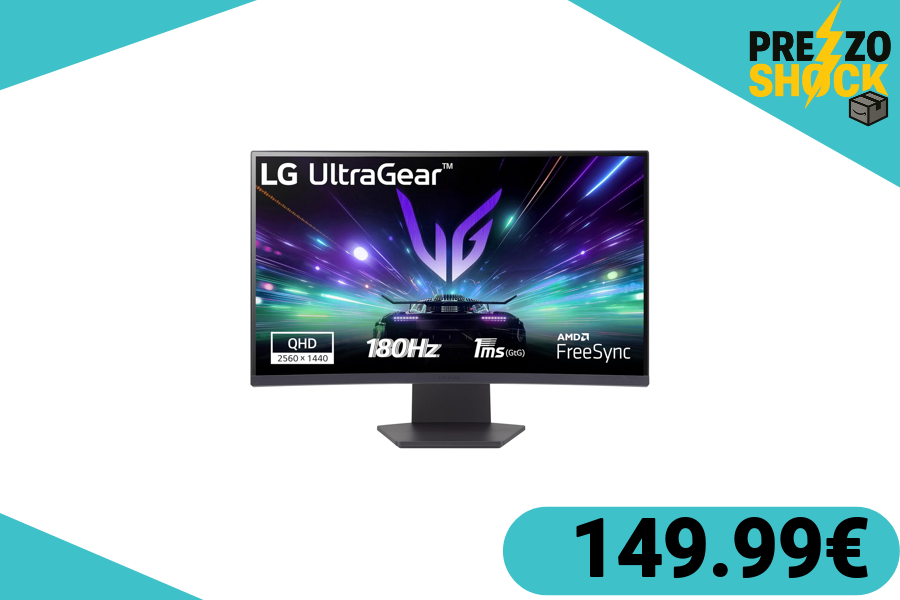 PREZZO
SHOCK
LG UltraGear™
QHD
2560 × 1440
180Hz
1ms (GtG)
AMD
FreeSync
149.99€